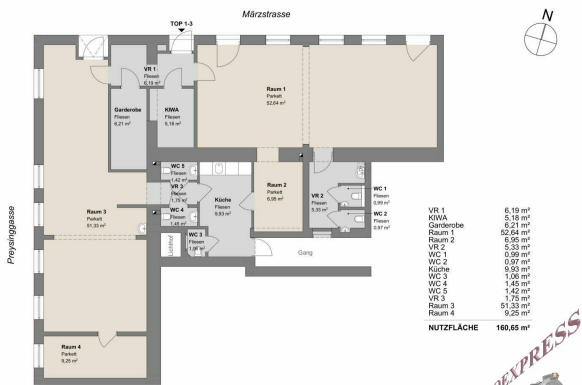 Märzstrasse
N
TOP 1-3
VR 1
Fliesen
6,19 m²
Garderobe
Fliesen
6,21 m²
KIWA
Fliesen
5,18 m²
Raum 1
Parkett
52,64 m²
WC 5
Fliesen
1,42 m²
VR 3
Fliesen
1,75 m²
WC 4
Fliesen
1,45 m²
Küche
Fliesen
9,93 m²
Raum 2
Parkett
6,95 m²
VR 2
Fliesen
5,33 m²
WC 1
Fliesen
0,99 m²
WC 2
Fliesen
0,97 m²
WC 3
Fliesen
1,06 m²
Lichthof
Gang
Raum 3
Parkett
51,33 m²
Raum 4
Parkett
9,25 m²
Preysinggasse
VR 1 6,19 m²
KIWA 5,18 m²
Garderobe 6,21 m²
Raum 1 52,64 m²
Raum 2 6,95 m²
VR 2 5,33 m²
WC 1 0,99 m²
WC 2 0,97 m²
Küche 9,93 m²
WC 3 1,06 m²
WC 4 1,45 m²
WC 5 1,42 m²
VR 3 1,75 m²
Raum 3 51,33 m²
Raum 4 9,25 m²
NUTZFLÄCHE 160,65 m²